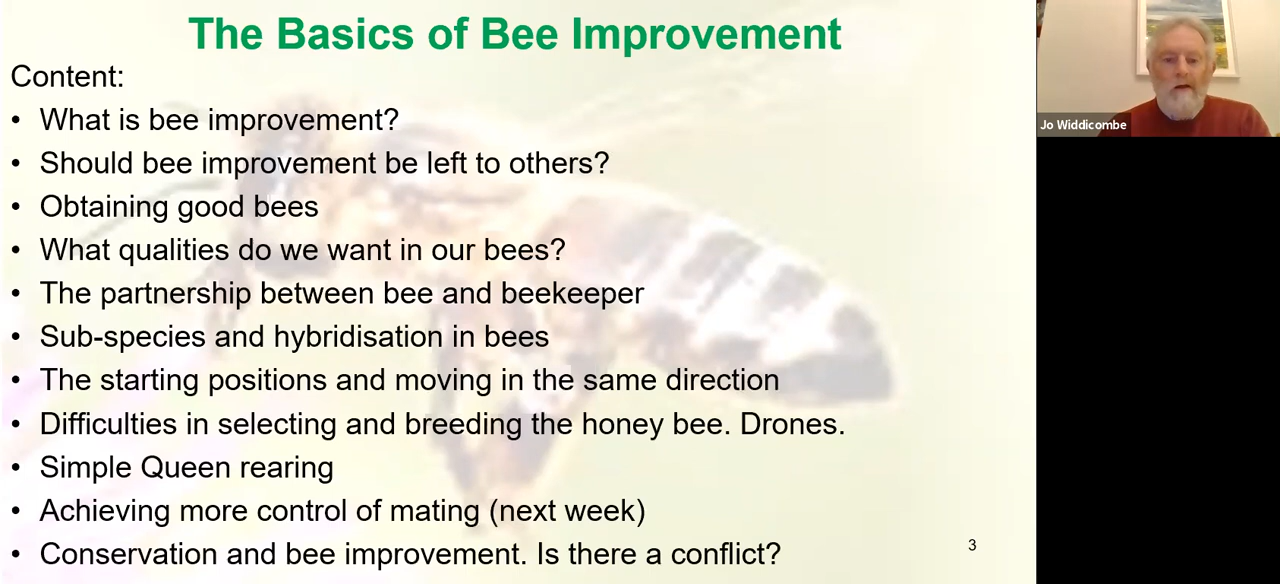 The Basics of Bee Improvement
Content:
• What is bee improvement?
• Should bee improvement be left to others?
• Obtaining good bees
• What qualities do we want in our bees?
• The partnership between bee and beekeeper
• Sub-species and hybridisation in bees
• The starting positions and moving in the same direction
• Difficulties in selecting and breeding the honey bee. Drones.
• Simple Queen rearing
• Achieving more control of mating (next week)
• Conservation and bee improvement. Is there a conflict?
3
Jo Widdicombe